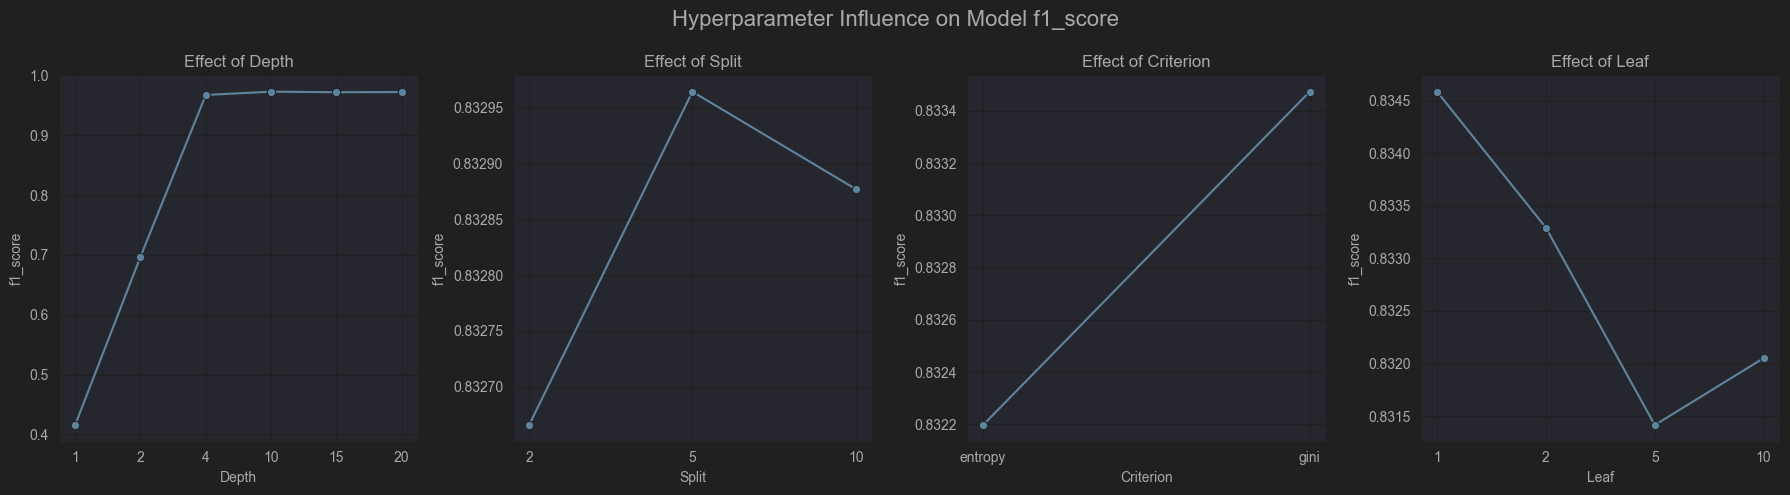 Hyperparameter Influence on Model f1_score
Effect of Depth
1.0
0.9
0.8
0.7
0.6
0.5
0.4
f1_score
1 2 4 10 15 20
Depth
Effect of Split
0.83295
0.83290
0.83285
0.83280
0.83275
0.83270
f1_score
2 5 10
Split
Effect of Criterion
0.8334
0.8332
0.8330
0.8328
0.8326
0.8324
0.8322
f1_score
entropy gini
Criterion
Effect of Leaf
0.8345
0.8340
0.8335
0.8330
0.8325
0.8320
0.8315
f1_score
1 2 5 10
Leaf